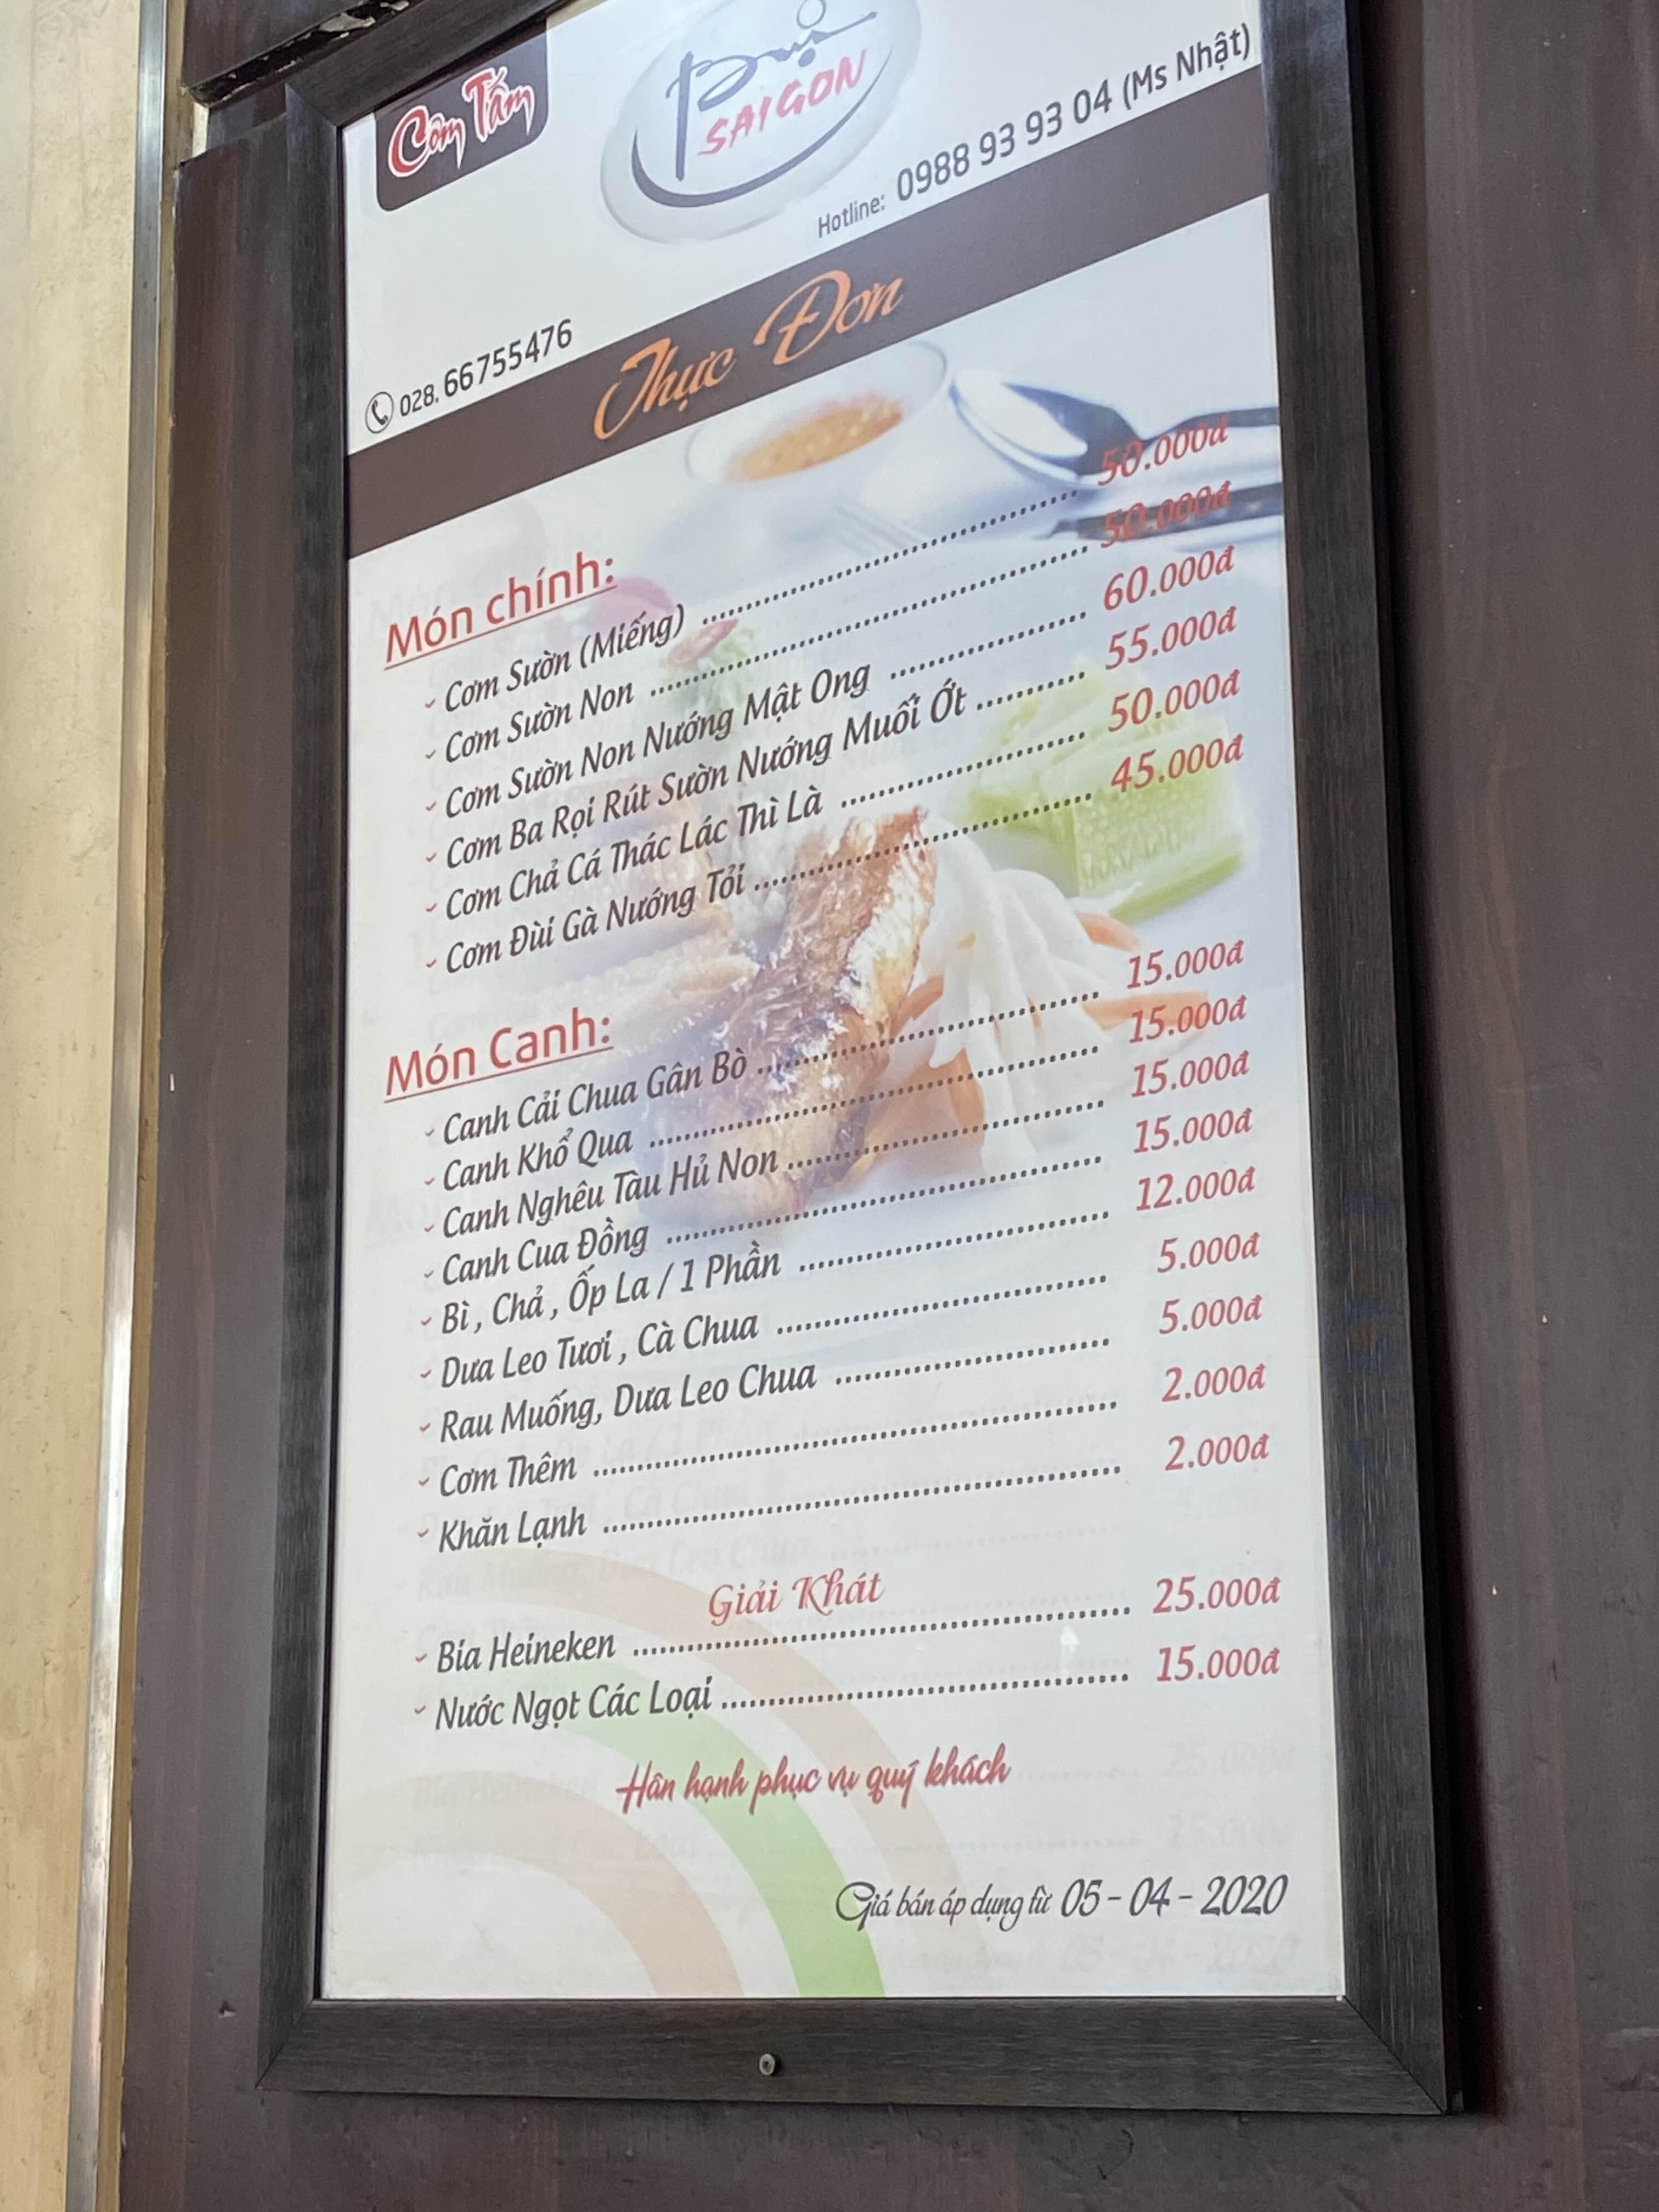 Cơm Tấm
Bụi
SAIGON
Hotline: 0988 93 93 04 (Ms Nhật)
028. 66755476
Thực Đơn
Món chính:
Cơm Sườn (Miếng) 50.000đ
Cơm Sườn Non 50.000đ
Cơm Sườn Non Nướng Mật Ong 60.000đ
Cơm Ba Rọi Rút Sườn Nướng Muối Ớt 55.000đ
Cơm Chả Cá Thác Lác Thì Là 50.000đ
Cơm Đùi Gà Nướng Tỏi 45.000đ
Món Canh:
Canh Cải Chua Gân Bò 15.000đ
Canh Khổ Qua 15.000đ
Canh Nghêu Tàu Hủ Non 15.000đ
Canh Cua Đồng 15.000đ
Bì , Chả , Ốp La / 1 Phần 12.000đ
Dưa Leo Tươi , Cà Chua 5.000đ
Rau Muống, Dưa Leo Chua 5.000đ
Cơm Thêm 2.000đ
Khăn Lạnh 2.000đ
Giải Khát
Bia Heineken 25.000đ
Nước Ngọt Các Loại 15.000đ
Hân hạnh phục vụ quý khách
Giá bán áp dụng từ 05 - 04 - 2020